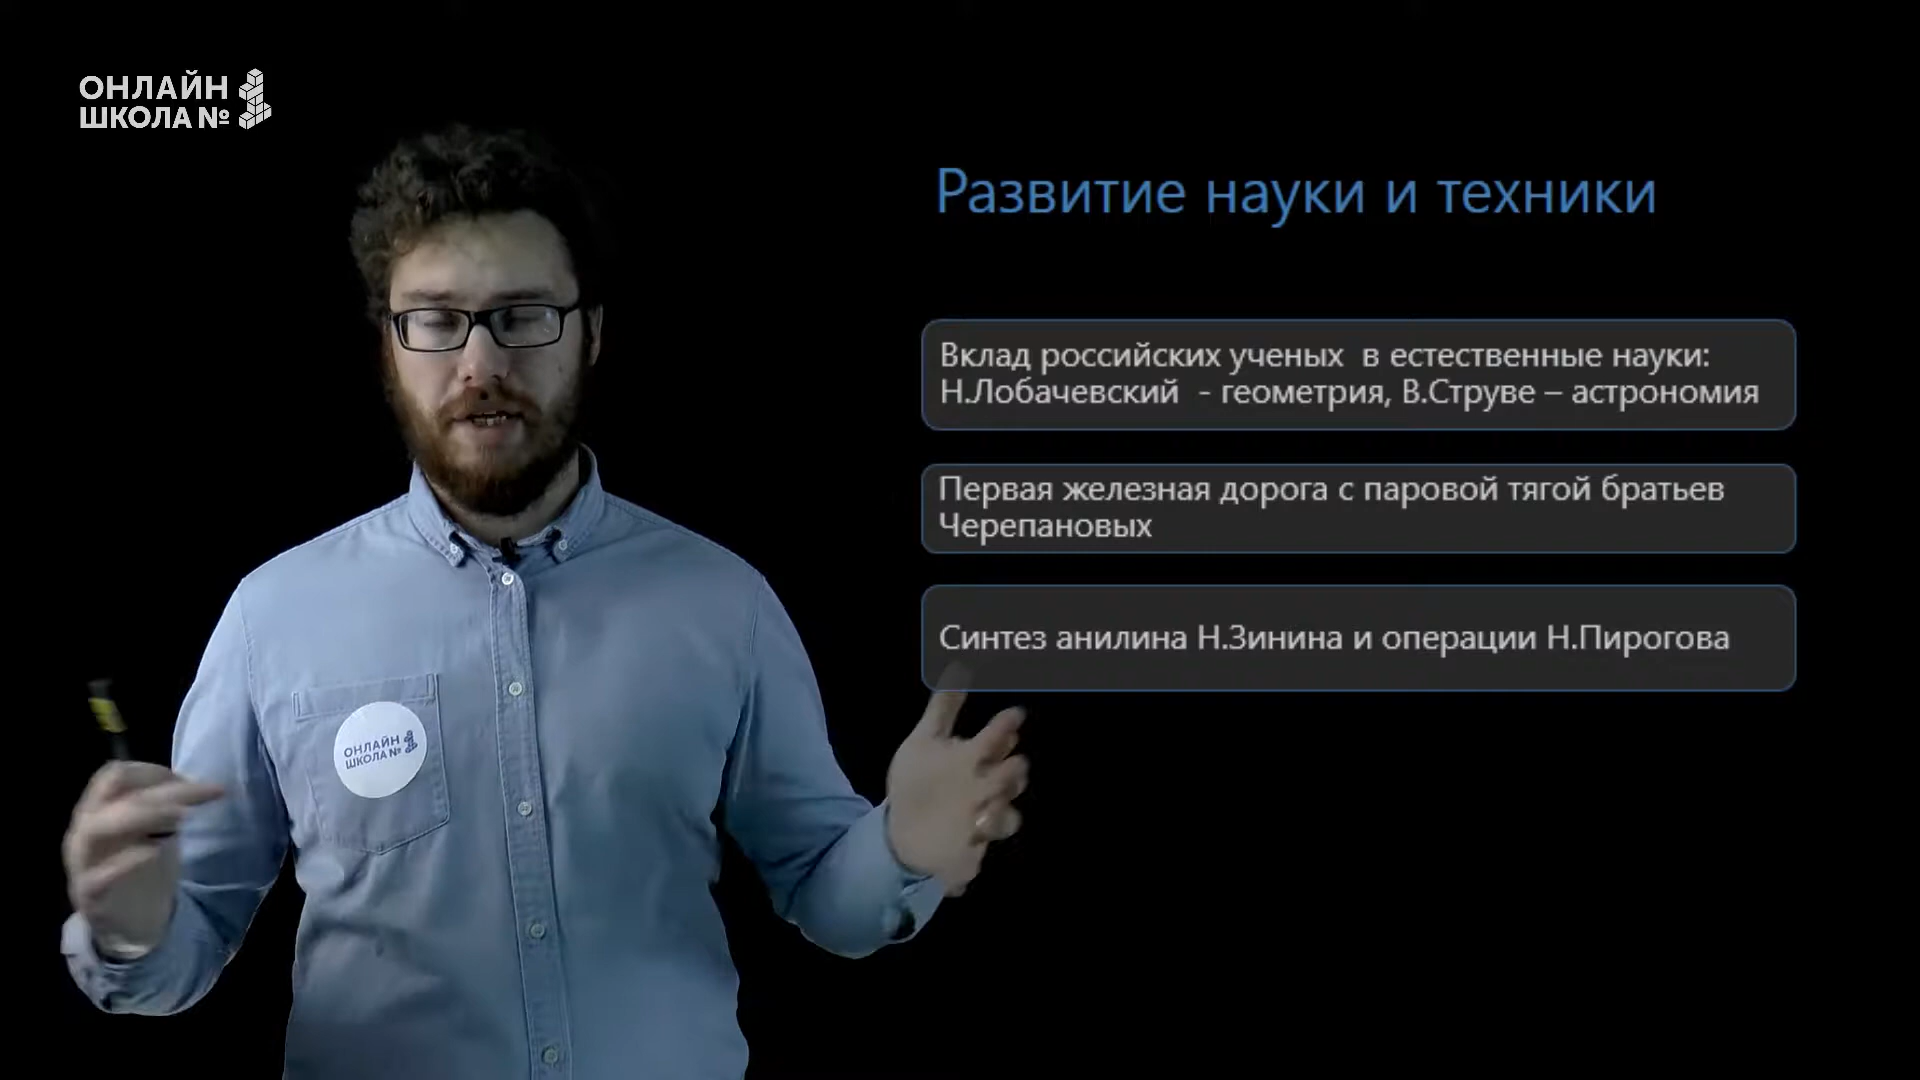 ОНЛАЙН
ШКОЛА №
Развитие науки и техники
Вклад российских ученых в естественные науки:
Н.Лобачевский - геометрия, В.Струве – астрономия
Первая железная дорога с паровой тягой братьев
Черепановых
Синтез анилина Н.Зинина и операции Н.Пирогова
ОНЛАЙН
ШКОЛА №